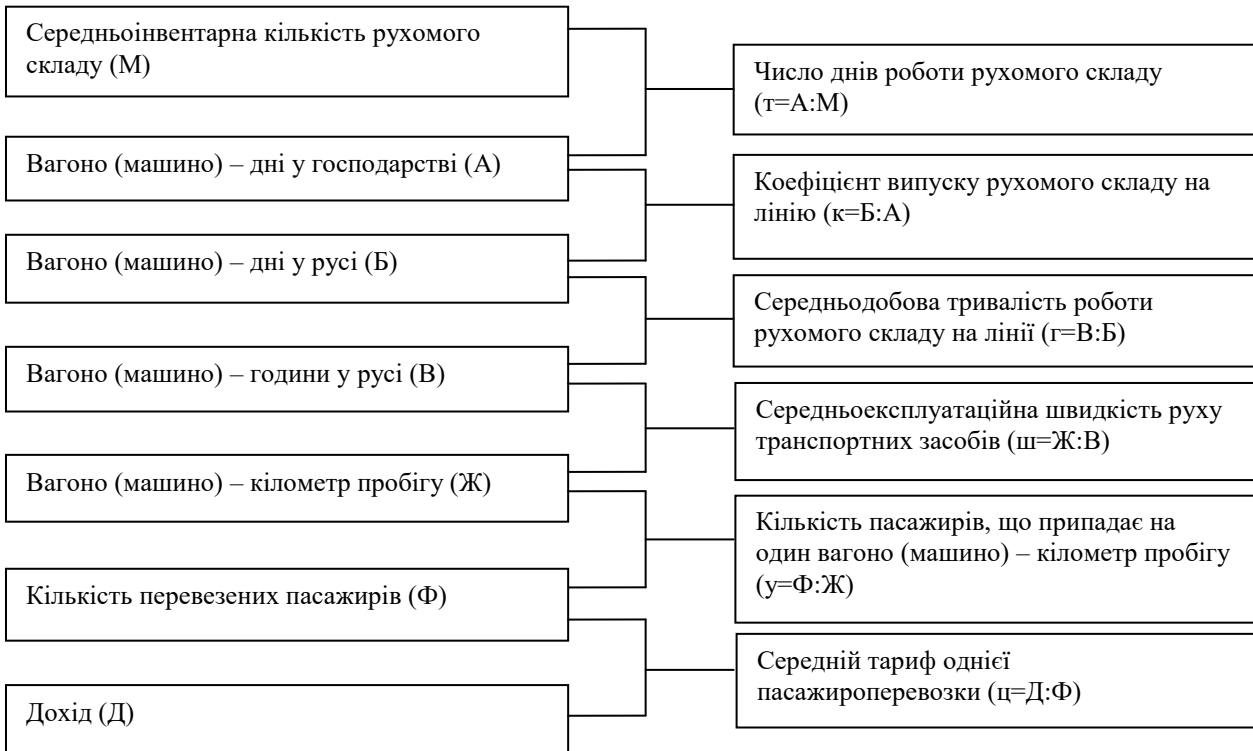 Середньоінвентарна кількість рухомого
складу (М)
Вагоно (машино) – дні у господарстві (А)
Вагоно (машино) – дні у русі (Б)
Вагоно (машино) – години у русі (В)
Вагоно (машино) – кілометр пробігу (Ж)
Кількість перевезених пасажирів (Ф)
Дохід (Д)
Число днів роботи рухомого складу
(т=А:М)
Коефіцієнт випуску рухомого складу на
лінію (к=Б:А)
Середньодобова тривалість роботи
рухомого складу на лінії (г=В:Б)
Середньоексплуатаційна швидкість руху
транспортних засобів (ш=Ж:В)
Кількість пасажирів, що припадає на
один вагоно (машино) – кілометр пробігу
(у=Ф:Ж)
Середній тариф однієї
пасажироперевозки (ц=Д:Ф)